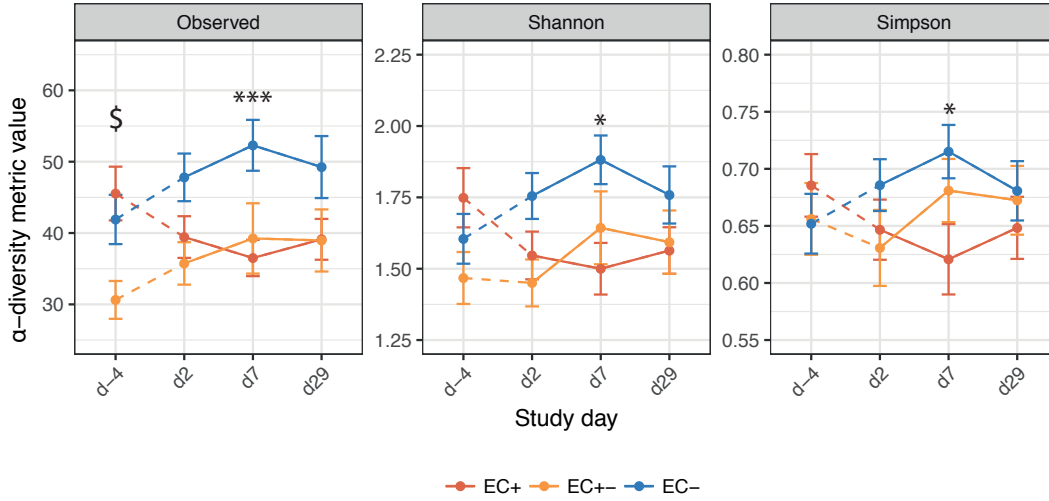 Observed
Shannon
Simpson
α−diversity metric value
60
50
40
30
$
***
2.25
2.00
1.75
1.50
1.25
*
0.80
0.75
0.70
0.65
0.60
0.55
*
d−4 d2 d7 d29
d−4 d2 d7 d29
d−4 d2 d7 d29
Study day
EC+ EC+− EC−